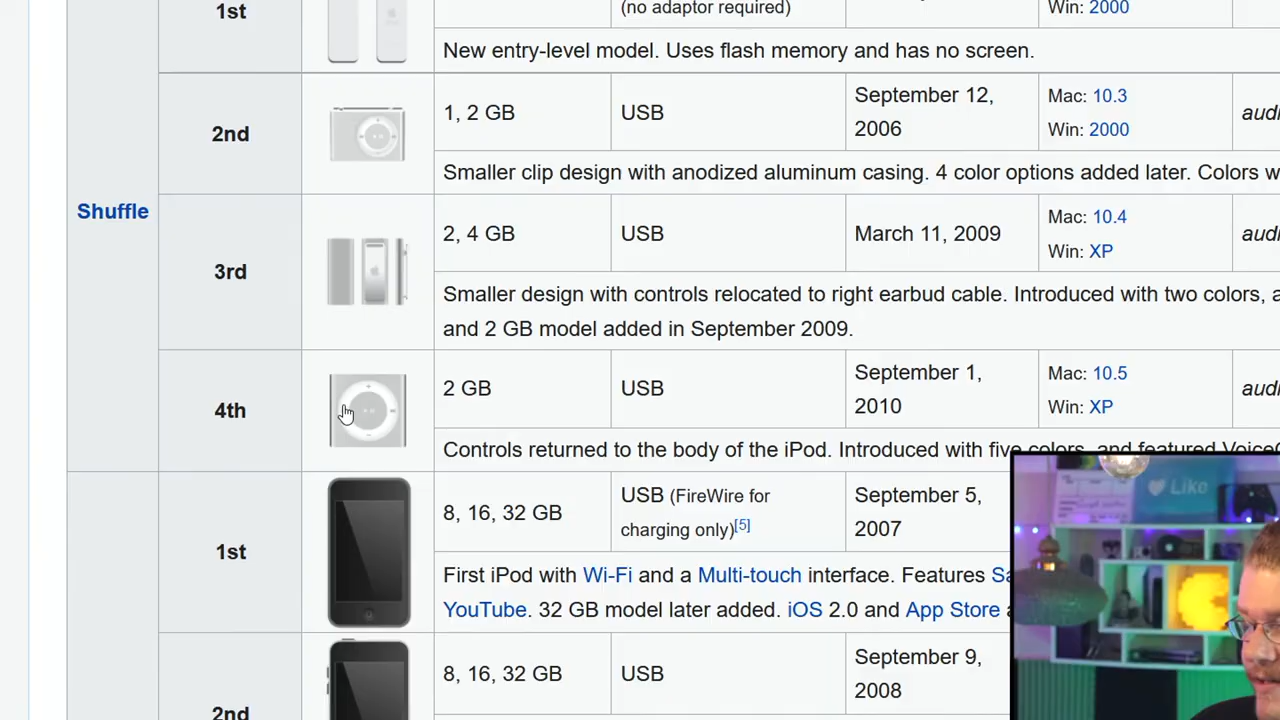 1st
(no adaptor required)
Win: 2000
New entry-level model. Uses flash memory and has no screen.
Shuffle
2nd
1, 2 GB
USB
September 12,
2006
Mac: 10.3
Win: 2000
Smaller clip design with anodized aluminum casing. 4 color options added later. Colors
3rd
2, 4 GB
USB
March 11, 2009
Mac: 10.4
Win: XP
Smaller design with controls relocated to right earbud cable. Introduced with two colors,
and 2 GB model added in September 2009.
4th
2 GB
USB
September 1,
2010
Mac: 10.5
Win: XP
Controls returned to the body of the iPod. Introduced with five colors, and featured
1st
8, 16, 32 GB
USB (FireWire for
charging only)[5]
September 5,
2007
First iPod with Wi-Fi and a Multi-touch interface. Features
YouTube. 32 GB model later added. iOS 2.0 and App Store
2nd
8, 16, 32 GB
USB
September 9,
2008
Like